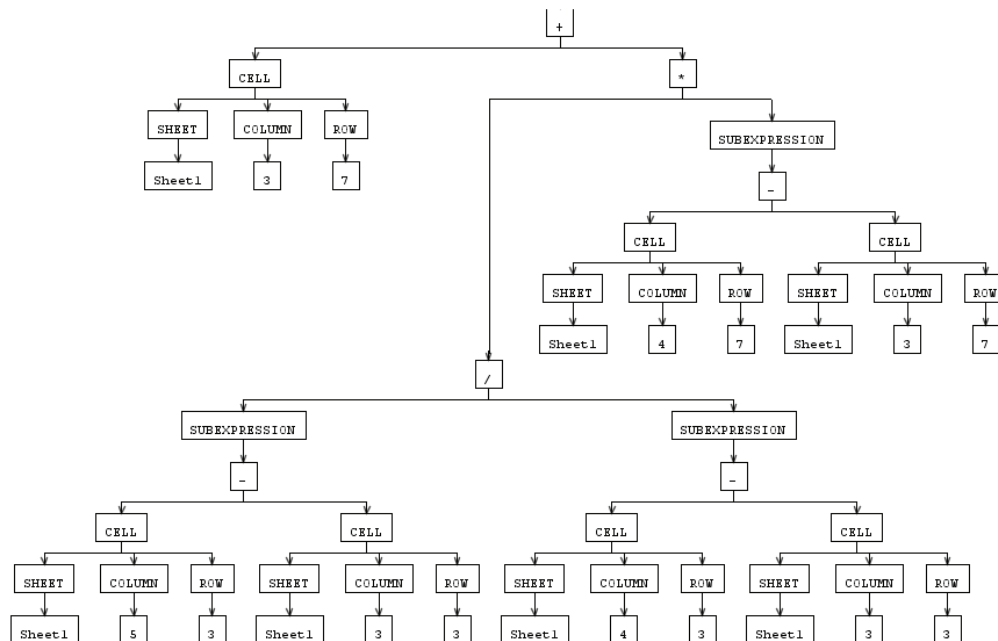 +
CELL *
SHEET COLUMN ROW
SUBEXPRESSION
Sheet1 3 7
-
CELL CELL
SHEET COLUMN ROW SHEET COLUMN ROW
Sheet1 4 7 Sheet1 3 7
/
SUBEXPRESSION SUBEXPRESSION
- -
CELL CELL CELL CELL
SHEET COLUMN ROW SHEET COLUMN ROW SHEET COLUMN ROW SHEET COLUMN ROW
Sheet1 5 3 Sheet1 3 3 Sheet1 4 3 Sheet1 3 3